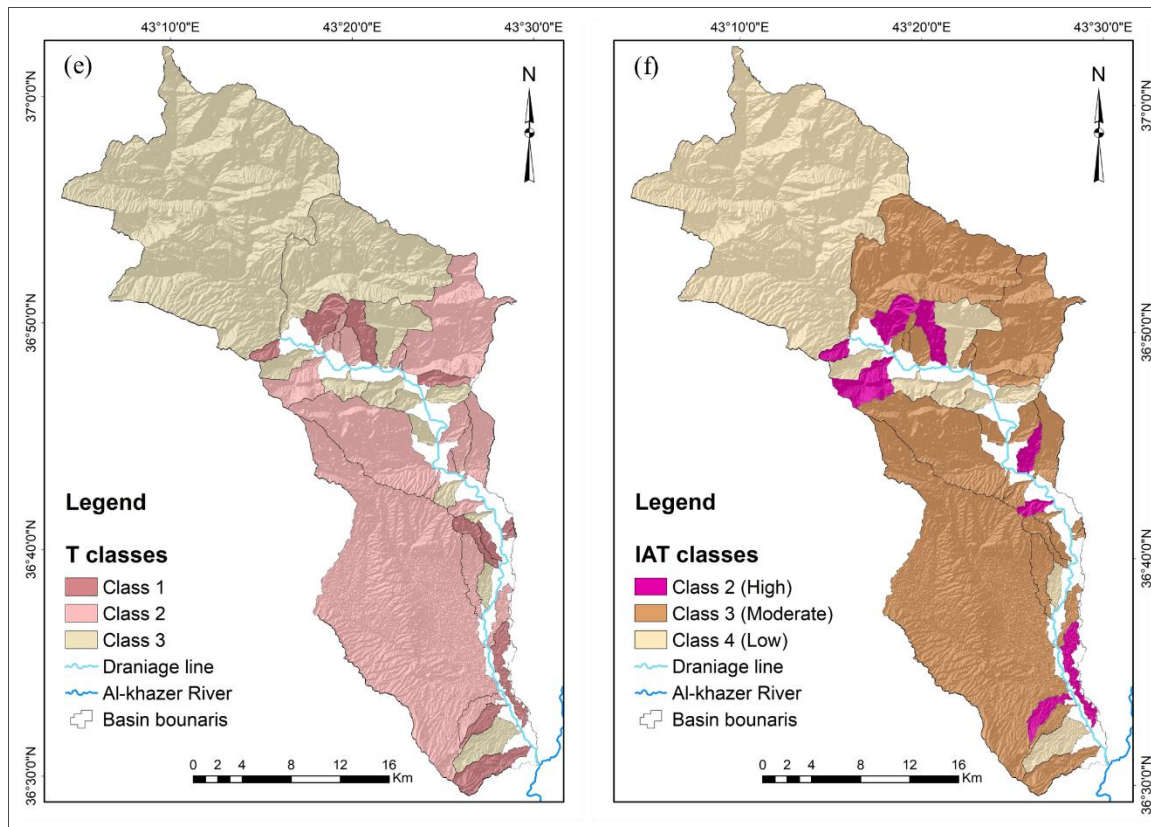 43°10'0"E 43°20'0"E 43°30'0"E
(e)
N
37°0'0"N
36°50'0"N
36°40'0"N
36°30'0"N
Legend
T classes
Class 1
Class 2
Class 3
Draniage line
Al-khazer River
Basin bounaris
0 1 2 3 4 8 12 16
Km
43°10'0"E 43°20'0"E 43°30'0"E
(f)
N
37°0'0"N
36°50'0"N
36°40'0"N
36°30'0"N
Legend
IAT classes
Class 2 (High)
Class 3 (Moderate)
Class 4 (Low)
Draniage line
Al-khazer River
Basin bounaris
0 1 2 3 4 8 12 16
Km